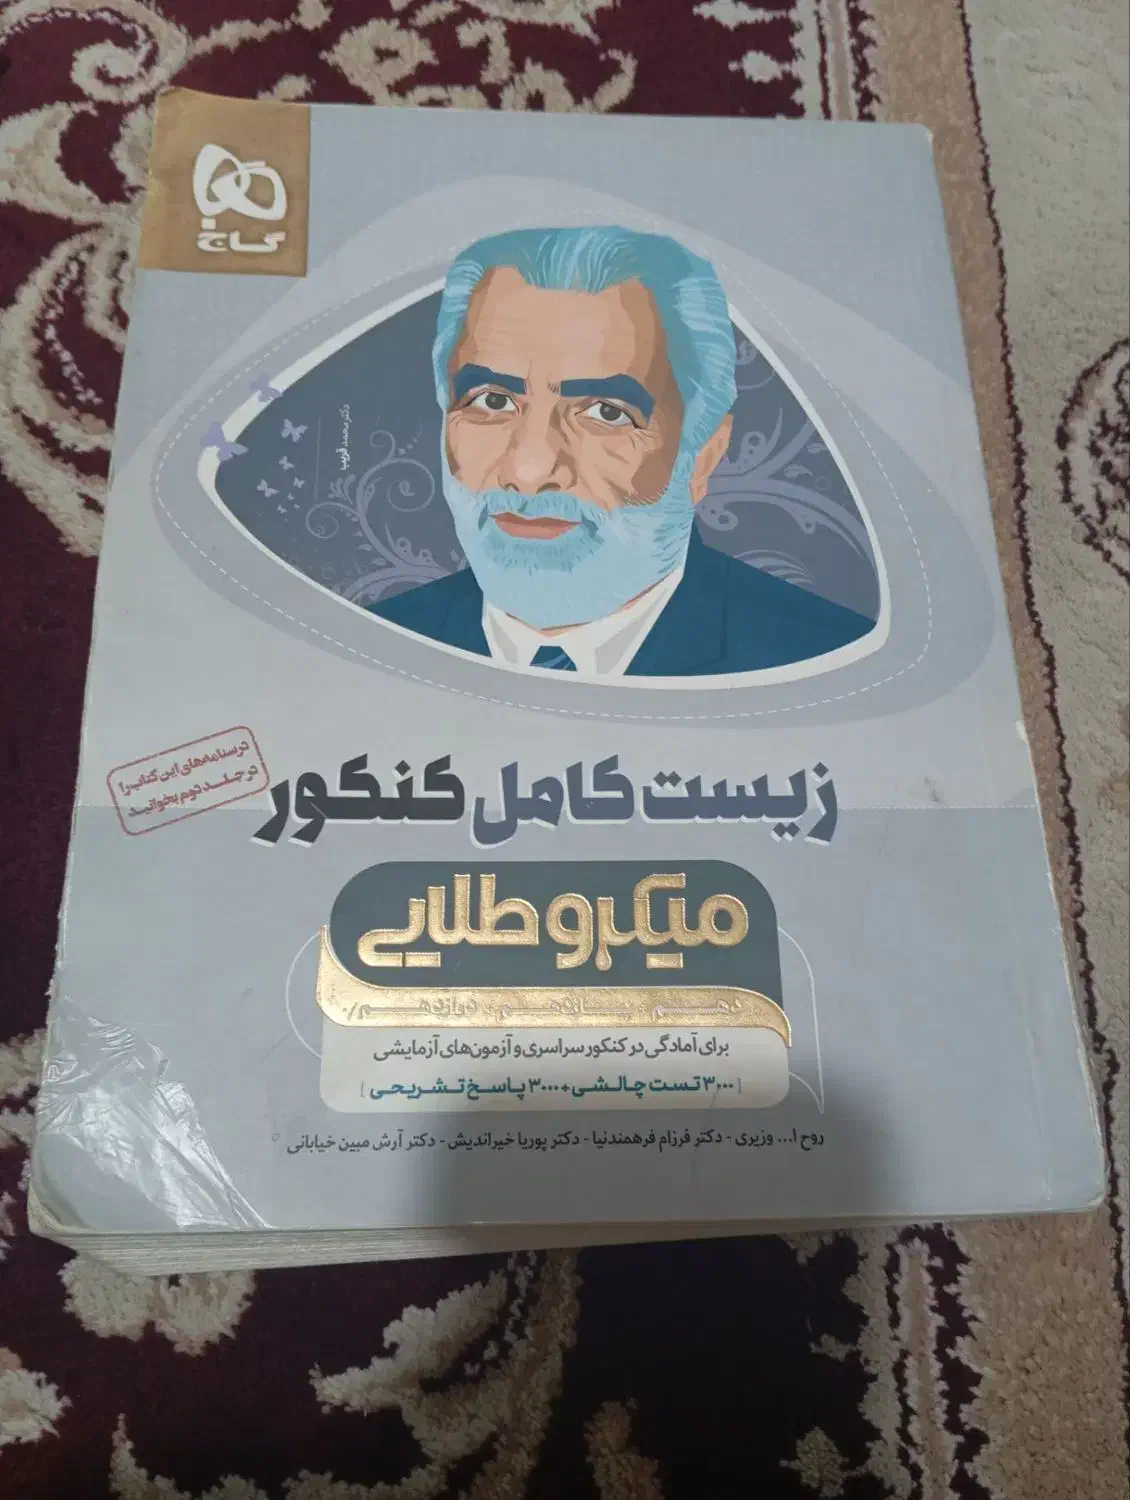 گاج
دکتر محمد قریب
درسنامه‌های این کتاب را
در جلد دوم بخوانید
زیست کامل کنکور
میکرو طلایی
دهم • یازدهم • دوازدهم
برای آمادگی در کنکور سراسری و آزمون‌های آزمایشی
[ ۳۰۰۰ تست چالشی + ۳۰۰۰ پاسخ تشریحی ]
روح ا... وزیری - دکتر فرزام فرهمندنیا - دکتر پوریا خیراندیش - دکتر آرش مبین خیابانی